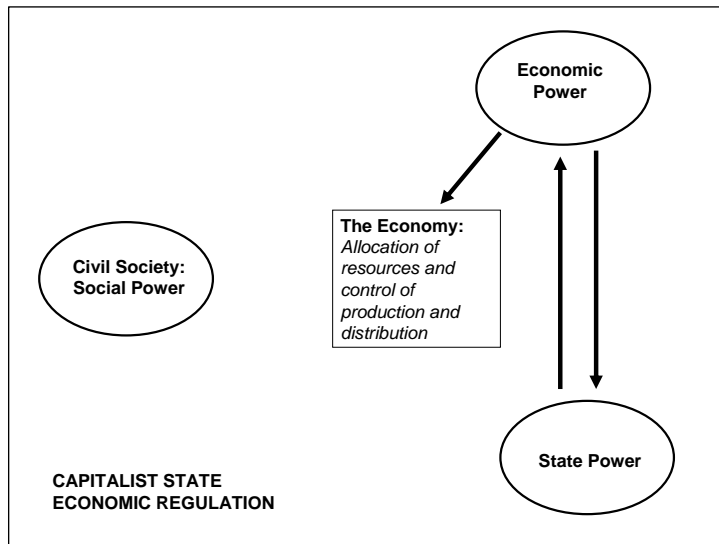 Economic
Power
The Economy:
Allocation of
resources and
control of
production and
distribution
Civil Society:
Social Power
State Power
CAPITALIST STATE
ECONOMIC REGULATION